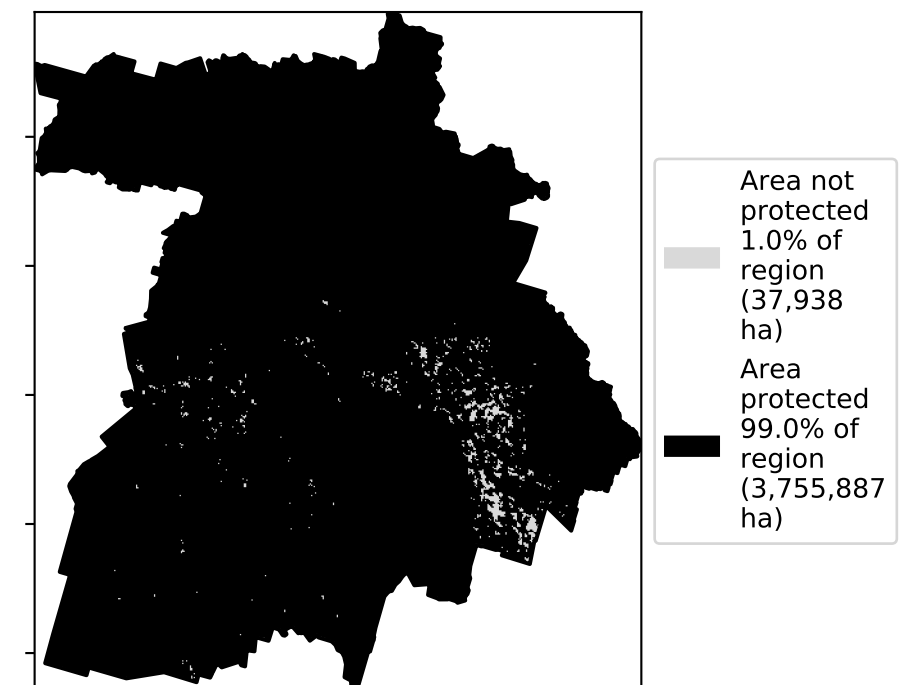 Area not
protected
1.0% of
region
(37,938
ha)
Area
protected
99.0% of
region
(3,755,887
ha)